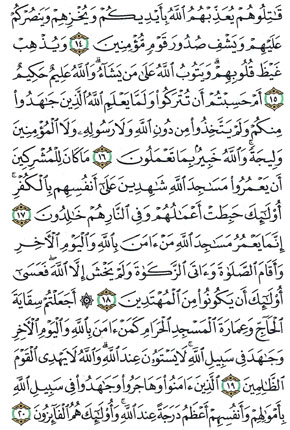 قَٰتِلُوهُمۡ يُعَذِّبۡهُمُ ٱللَّهُ بِأَيۡدِيكُمۡ وَيُخۡزِهِمۡ وَيَنصُرۡكُمۡ
عَلَيۡهِمۡ وَيَشۡفِ صُدُورَ قَوۡمٖ مُّؤۡمِنِينَ ١٤ وَيُذۡهِبۡ
غَيۡظَ قُلُوبِهِمۡۗ وَيَتُوبُ ٱللَّهُ عَلَىٰ مَن يَشَآءُۗ وَٱللَّهُ عَلِيمٌ حَكِيمٌ
١٥ أَمۡ حَسِبۡتُمۡ أَن تُتۡرَكُواْ وَلَمَّا يَعۡلَمِ ٱللَّهُ ٱلَّذِينَ جَٰهَدُواْ
مِنكُمۡ وَلَمۡ يَتَّخِذُواْ مِن دُونِ ٱللَّهِ وَلَا رَسُولِهِۦ وَلَا ٱلۡمُؤۡمِنِينَ
وَلِيجَةٗۚ وَٱللَّهُ خَبِيرُۢ بِمَا تَعۡمَلُونَ ١٦ مَا كَانَ لِلۡمُشۡرِكِينَ
أَن يَعۡمُرُواْ مَسَٰجِدَ ٱللَّهِ شَٰهِدِينَ عَلَىٰٓ أَنفُسِهِم بِٱلۡكُفۡرِۚ
أُوْلَٰٓئِكَ حَبِطَتۡ أَعۡمَٰلُهُمۡ وَفِي ٱلنَّارِ هُمۡ خَٰلِدُونَ ١٧
إِنَّمَا يَعۡمُرُ مَسَٰجِدَ ٱللَّهِ مَنۡ ءَامَنَ بِٱللَّهِ وَٱلۡيَوۡمِ ٱلۡأٓخِرِ
وَأَقَامَ ٱلصَّلَوٰةَ وَءَاتَى ٱلزَّكَوٰةَ وَلَمۡ يَخۡشَ إِلَّا ٱللَّهَۖ فَعَسَىٰٓ
أُوْلَٰٓئِكَ أَن يَكُونُواْ مِنَ ٱلۡمُهۡتَدِينَ ١٨ ۞ أَجَعَلۡتُمۡ سِقَايَةَ
ٱلۡحَآجِّ وَعِمَارَةَ ٱلۡمَسۡجِدِ ٱلۡحَرَامِ كَمَنۡ ءَامَنَ بِٱللَّهِ وَٱلۡيَوۡمِ ٱلۡأٓخِرِ
وَجَٰهَدَ فِي سَبِيلِ ٱللَّهِۚ لَا يَسۡتَوُۥنَ عِندَ ٱللَّهِۗ وَٱللَّهُ لَا يَهۡدِي ٱلۡقَوۡمَ
ٱلظَّٰلِمِينَ ١٩ ٱلَّذِينَ ءَامَنُواْ وَهَاجَرُواْ وَجَٰهَدُواْ فِي سَبِيلِ ٱللَّهِ
بِأَمۡوَٰلِهِمۡ وَأَنفُسِهِمۡ أَعۡظَمُ دَرَجَةً عِندَ ٱللَّهِۚ وَأُوْلَٰٓئِكَ هُمُ ٱلۡفَآئِزُونَ ٢٠